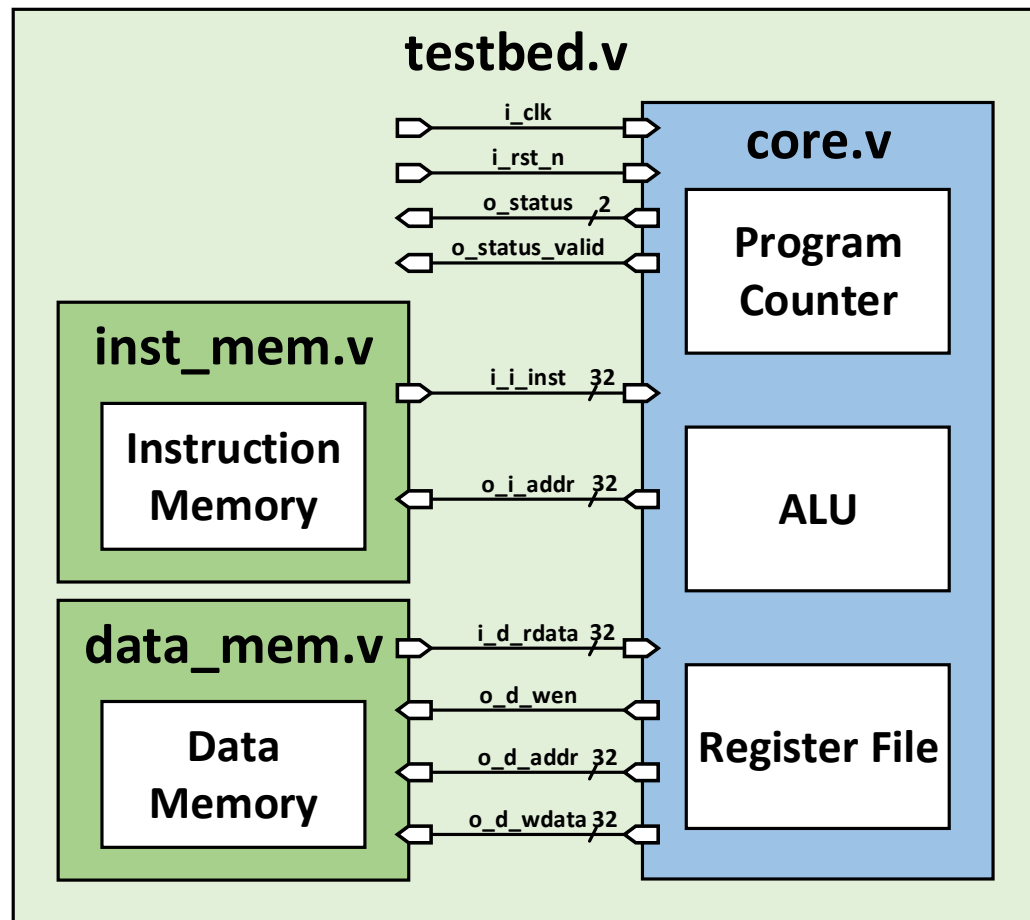 testbed.v
i_clk
i_rst_n
o_status 2
o_status_valid
core.v
Program
Counter
inst_mem.v
Instruction
Memory
i_i_inst 32
o_i_addr 32
ALU
data_mem.v
Data
Memory
i_d_rdata 32
o_d_wen
o_d_addr 32
o_d_wdata 32
Register File